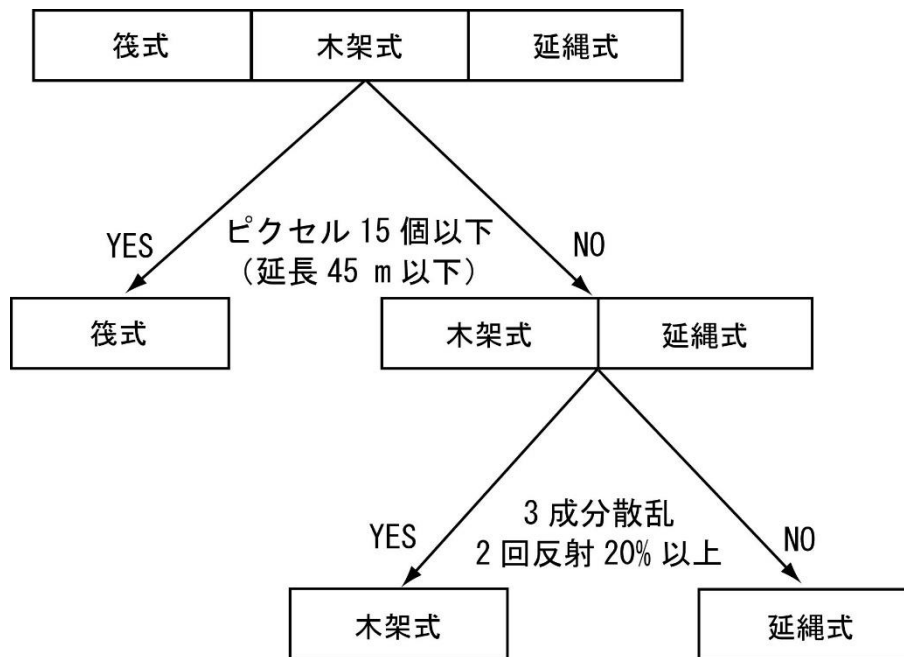 筏式 木架式 延縄式
YES
ピクセル 15 個以下
（延長 45 m 以下）
NO
筏式
木架式 延縄式
YES
3 成分散乱
2 回反射 20% 以上
NO
木架式
延縄式